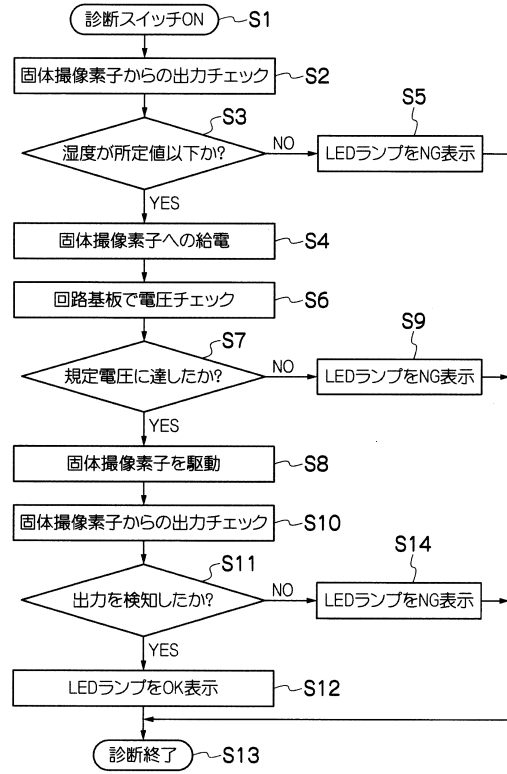 診断スイッチON S1
固体撮像素子からの出力チェック S2
S3
湿度が所定値以下か? NO
S5
LEDランプをNG表示
YES
固体撮像素子への給電 S4
回路基板で電圧チェック S6
S7
規定電圧に達したか? NO
S9
LEDランプをNG表示
YES
固体撮像素子を駆動 S8
固体撮像素子からの出力チェック S10
S11
出力を検知したか? NO
S14
LEDランプをNG表示
YES
LEDランプをOK表示 S12
診断終了 S13